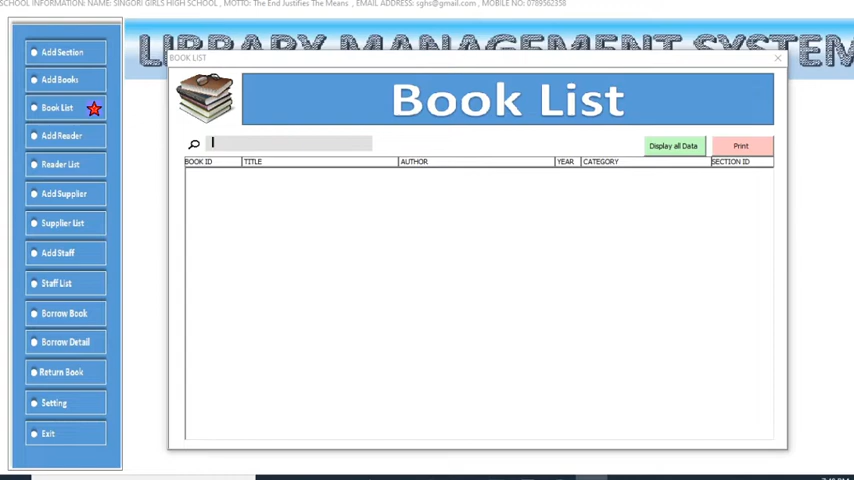 SCHOOL INFORMATION: NAME: SINGORI GIRLS HIGH SCHOOL , MOTTO: The End Justifies The Means , EMAIL ADDRESS: sghs@gmail.com , MOBILE NO: 0789562358
LIBRARY MANAGEMENT SYSTEM
BOOK LIST
Book List
Display all Data
Print
BOOK ID
TITLE
AUTHOR
YEAR
CATEGORY
SECTION ID
Add Section
Add Books
Book List
Add Reader
Reader List
Add Supplier
Supplier List
Add Staff
Staff List
Borrow Book
Borrow Detail
Return Book
Setting
Exit